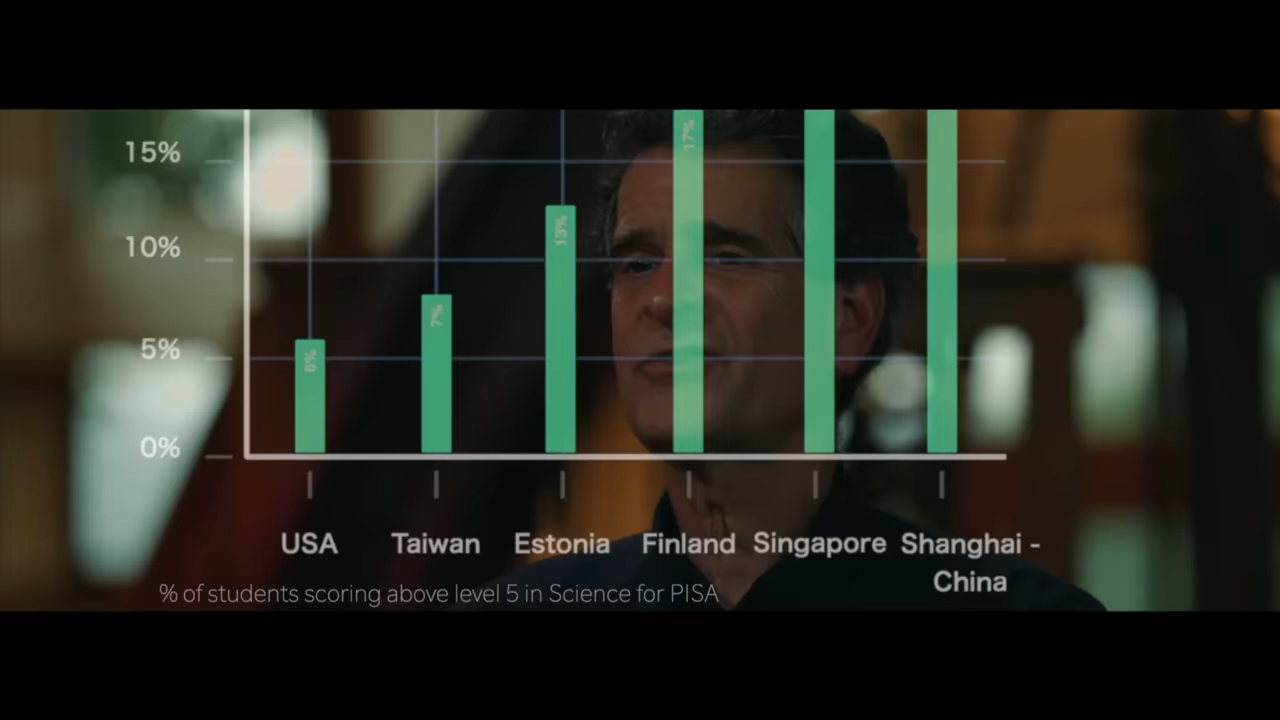 15%
10%
5%
0%
6%
7%
13%
17%
USA Taiwan Estonia Finland Singapore Shanghai -
China
% of students scoring above level 5 in Science for PISA